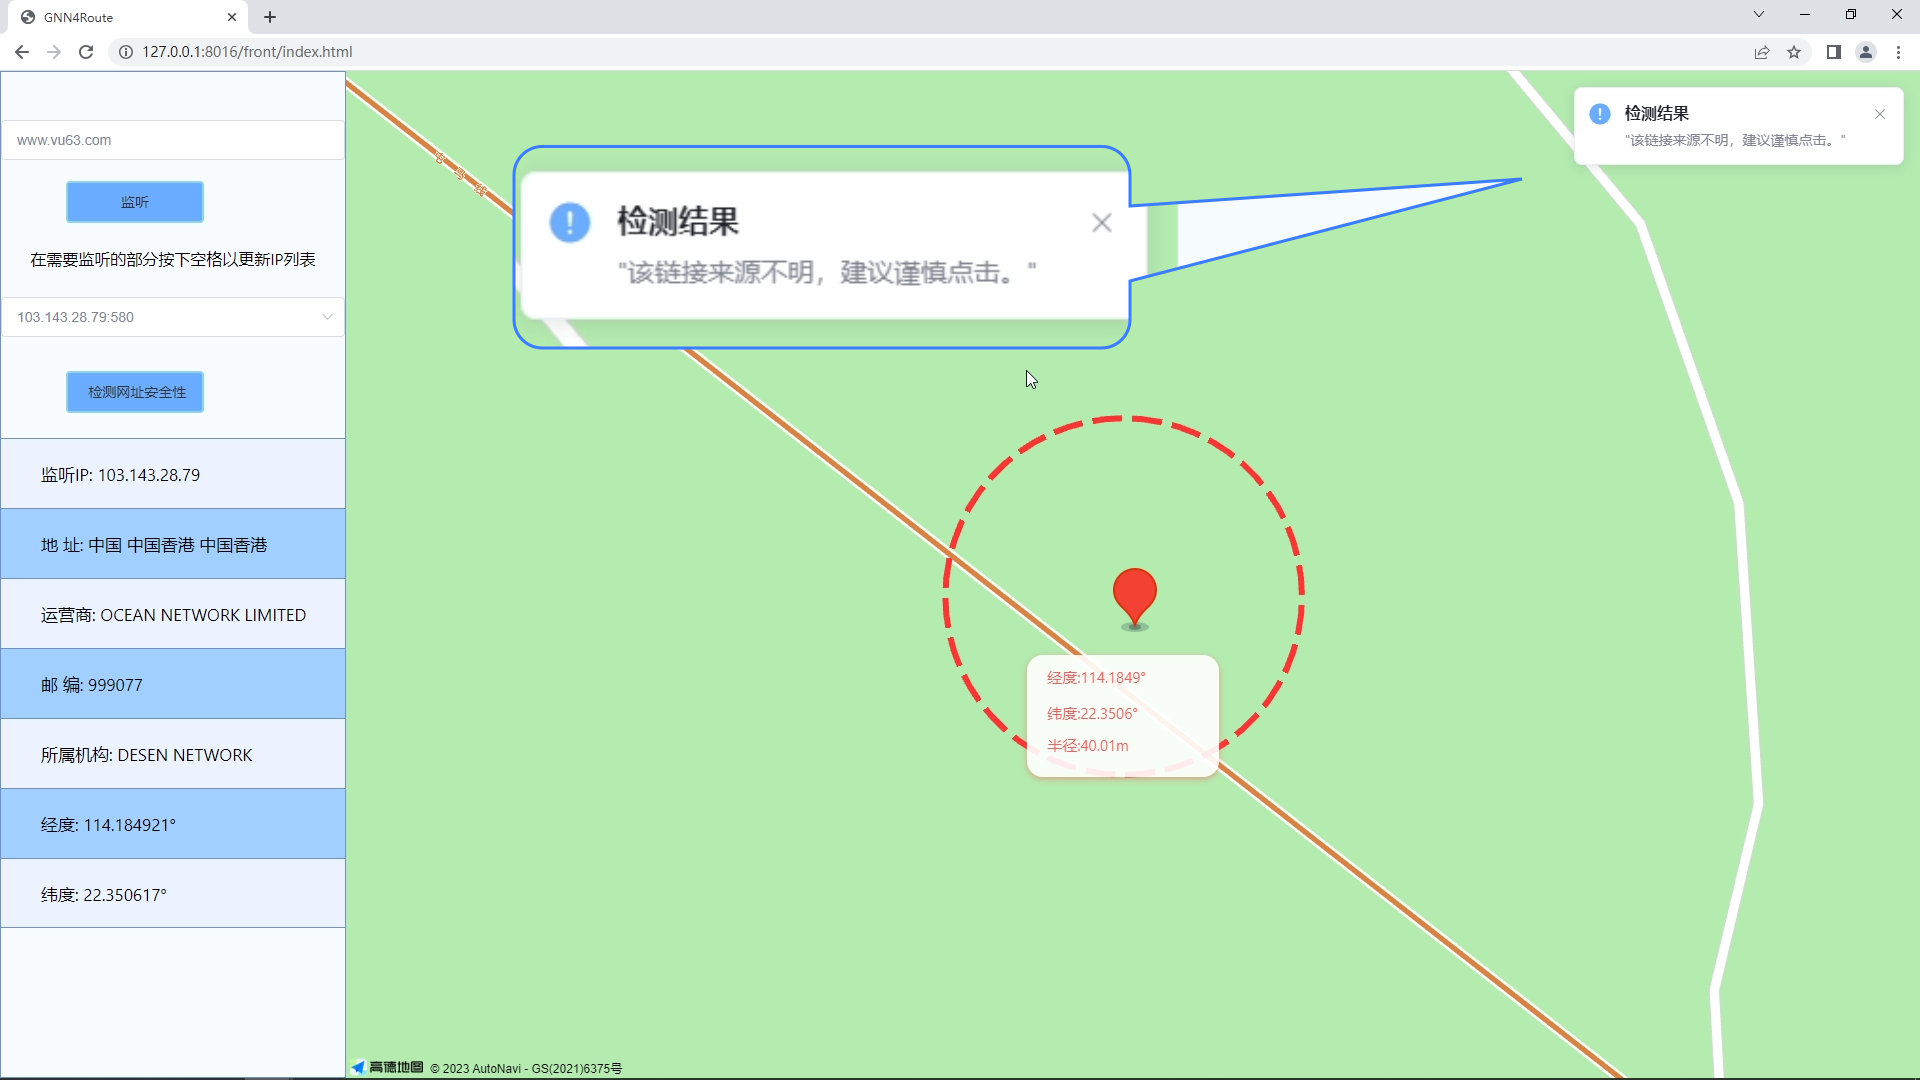 GNN4Route
127.0.0.1:8016/front/index.html
www.vu63.com
监听
在需要监听的部分按下空格以更新IP列表
103.143.28.79:580
检测网址安全性
监听IP: 103.143.28.79
地 址: 中国 中国香港 中国香港
运营商: OCEAN NETWORK LIMITED
邮 编: 999077
所属机构: DESEN NETWORK
经度: 114.184921°
纬度: 22.350617°
检测结果
"该链接来源不明，建议谨慎点击。"
检测结果
"该链接来源不明，建议谨慎点击。"
经度:114.1849°
纬度:22.3506°
半径:40.01m
高德地图 © 2023 AutoNavi - GS(2021)6375号